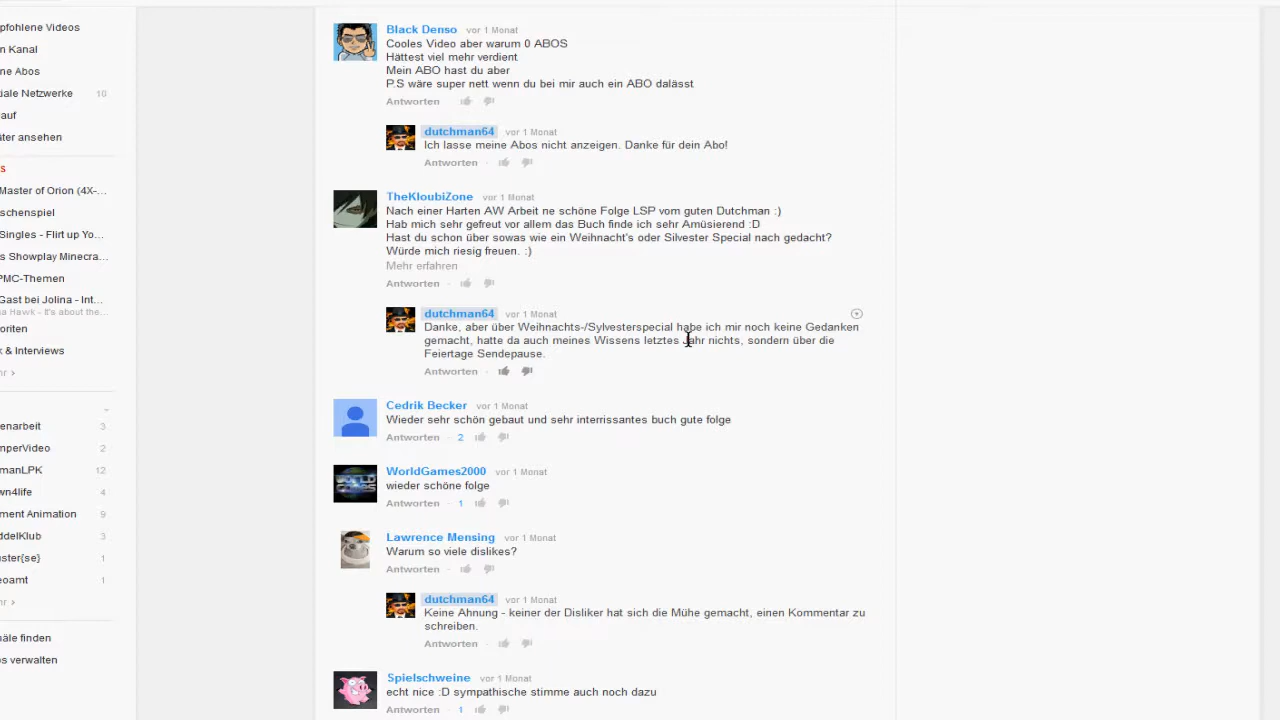 pfohlene Videos
n Kanal
ne Abos
iale Netzwerke 10
auf
äter ansehen
s
Master of Orion (4X-...
schenspiel
Singles - Flirt up Yo...
s Showplay Minecra...
PMC-Themen
Gast bei Jolina - Int...
sa Hawk - It's about the...
oriten
k & Interviews
hr >
enarbeit 3
mperVideo 2
manLPK 12
wn4life 4
ment Animation 9
ddelKlub 3
ster{se} 1
eoamt 1
hr >
näle finden
os verwalten
Black Denso vor 1 Monat
Cooles Video aber warum 0 ABOS
Hättest viel mehr verdient
Mein ABO hast du aber
P.S wäre super nett wenn du bei mir auch ein ABO dalässt
Antworten
dutchman64 vor 1 Monat
Ich lasse meine Abos nicht anzeigen. Danke für dein Abo!
Antworten ·
TheKloubiZone vor 1 Monat
Nach einer Harten AW Arbeit ne schöne Folge LSP vom guten Dutchman :)
Hab mich sehr gefreut vor allem das Buch finde ich sehr Amüsierend :D
Hast du schon über sowas wie ein Weihnacht's oder Silvester Special nach gedacht?
Würde mich riesig freuen. :)
Mehr erfahren
Antworten ·
dutchman64 vor 1 Monat
Danke, aber über Weihnachts-/Sylvesterspecial habe ich mir noch keine Gedanken
gemacht, hatte da auch meines Wissens letztes Jahr nichts, sondern über die
Feiertage Sendepause.
Antworten ·
Cedrik Becker vor 1 Monat
Wieder sehr schön gebaut und sehr interrissantes buch gute folge
Antworten · 2
WorldGames2000 vor 1 Monat
wieder schöne folge
Antworten · 1
Lawrence Mensing vor 1 Monat
Warum so viele dislikes?
Antworten ·
dutchman64 vor 1 Monat
Keine Ahnung - keiner der Disliker hat sich die Mühe gemacht, einen Kommentar zu
schreiben.
Antworten ·
Spielschweine vor 1 Monat
echt nice :D sympathische stimme auch noch dazu
Antworten · 1